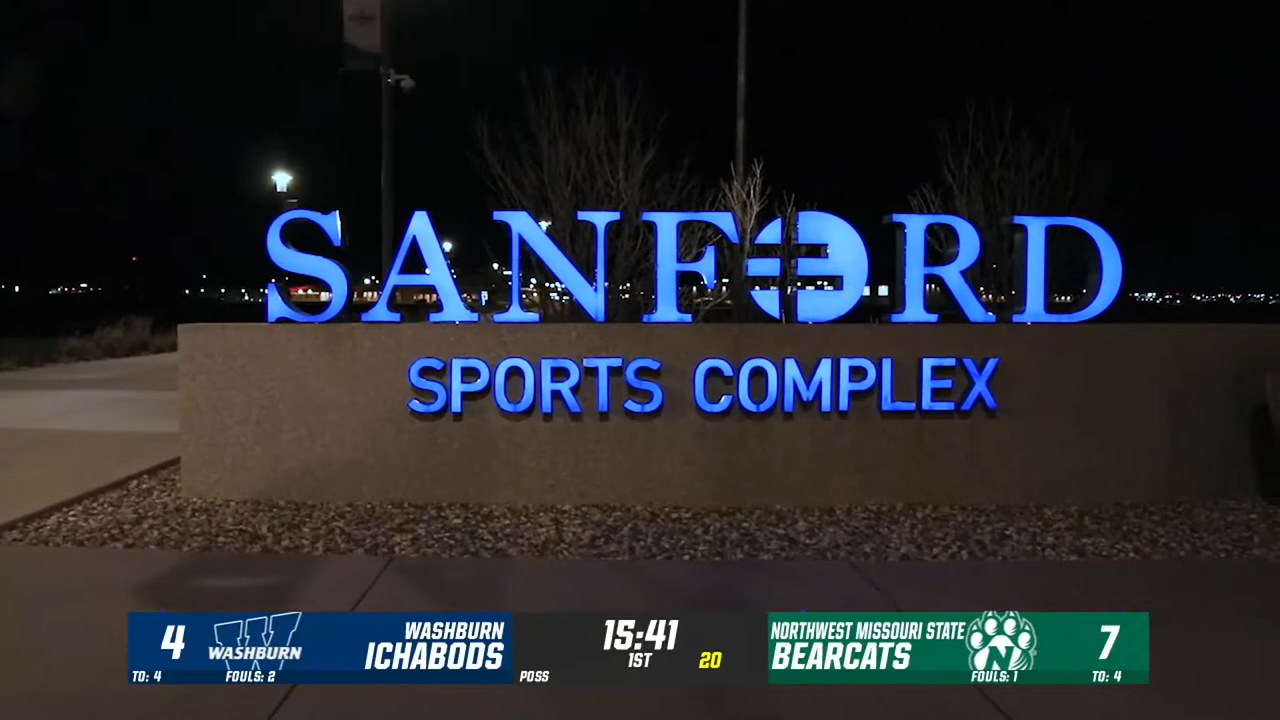 SANFORD
SPORTS COMPLEX
4
WASHBURN
WASHBURN
ICHABODS
TO: 4
FOULS: 2
POSS
15:41
1ST
20
NORTHWEST MISSOURI STATE
BEARCATS
N
7
FOULS: 1
TO: 4